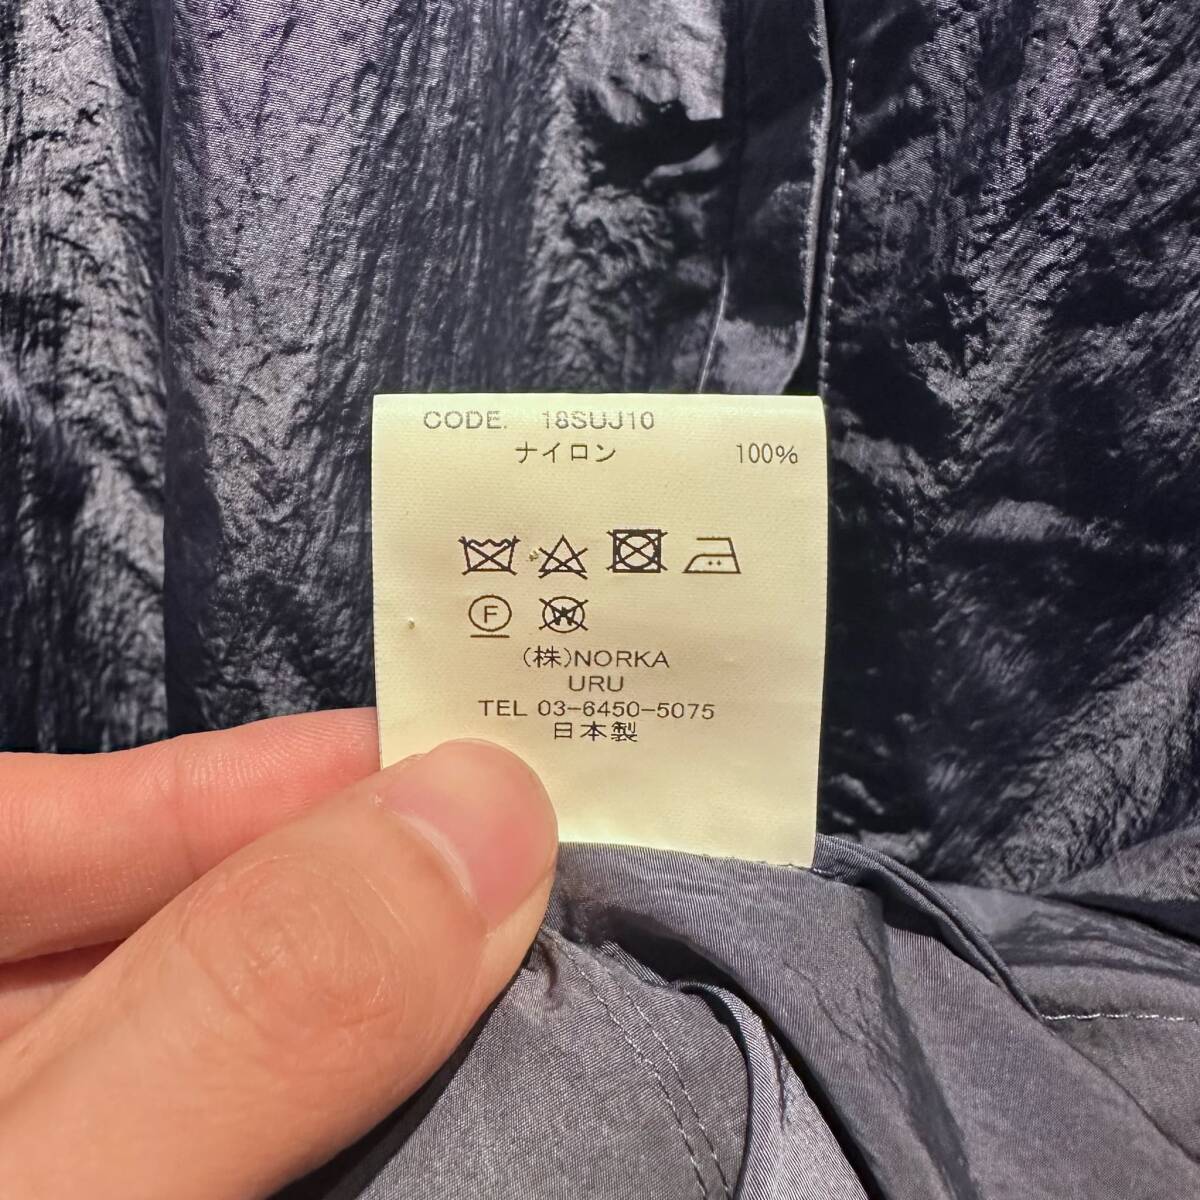 CODE. 18SUJ10
ナイロン 100%
F W
(株)NORKA
URU
TEL 03-6450-5075
日本製